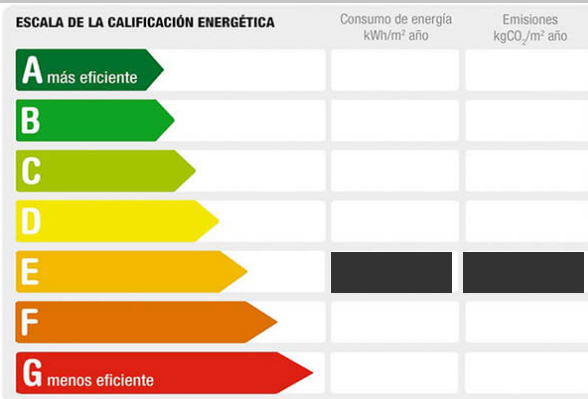 ESCALA DE LA CALIFICACIÓN ENERGÉTICA
Consumo de energía
kWh/m² año
Emisiones
kgCO₂/m² año
A más eficiente
B
C
D
E
F
G menos eficiente